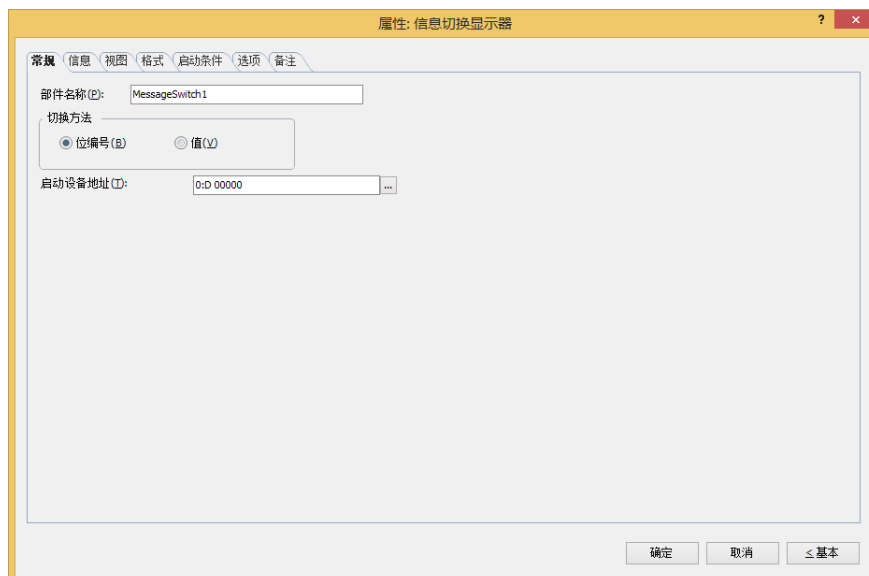 属性: 信息切换显示器 ? ×
常规 信息 视图 格式 启动条件 选项 备注
部件名称(P): MessageSwitch1
切换方法
位编号(B) 值(V)
启动设备地址(T): 0:D 00000 ...
确定 取消 <基本